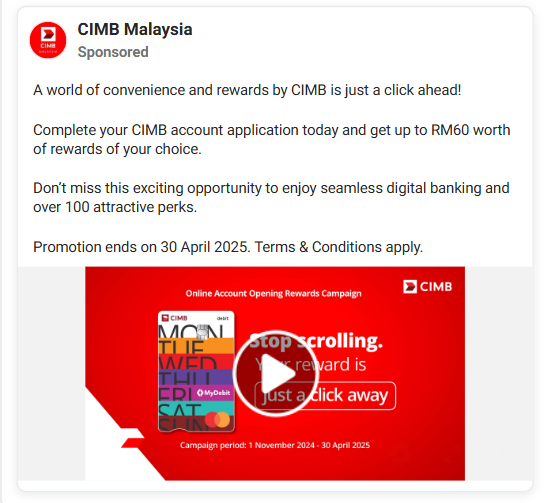 CIMB Malaysia
CIMB
Sponsored
A world of convenience and rewards by CIMB is just a click ahead!
Complete your CIMB account application today and get up to RM60 worth
of rewards of your choice.
Don't miss this exciting opportunity to enjoy seamless digital banking and
over 100 attractive perks.
Promotion ends on 30 April 2025. Terms & Conditions apply.
CIMB
Online Account Opening Rewards Campaign
CIMB
DEBIT
MON
TUE
WED
THU
FRI
SAT
SUN
MyDebit
Stop scrolling.
Your reward is
just a click away
Campaign period: 1 November 2024 - 30 April 2025